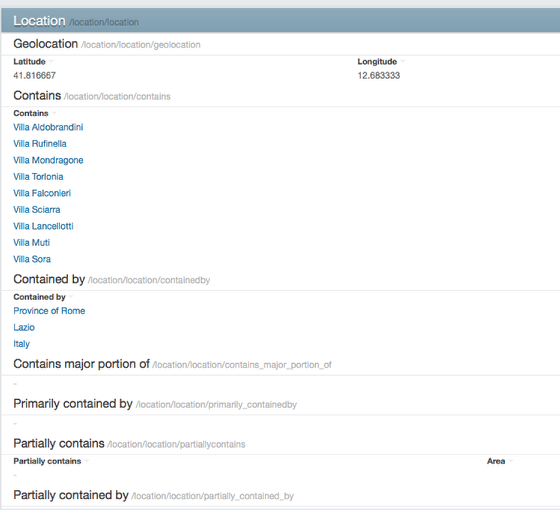 Location /location/location
Geolocation /location/location/geolocation
Latitude Longitude
41.816667 12.683333
Contains /location/location/contains
Contains
Villa Aldobrandini
Villa Rufinella
Villa Mondragone
Villa Torlonia
Villa Falconieri
Villa Sciarra
Villa Lancellotti
Villa Muti
Villa Sora
Contained by /location/location/containedby
Contained by
Province of Rome
Lazio
Italy
Contains major portion of /location/location/contains_major_portion_of
-
Primarily contained by /location/location/primarily_containedby
-
Partially contains /location/location/partiallycontains
Partially contains Area
-
Partially contained by /location/location/partially_contained_by